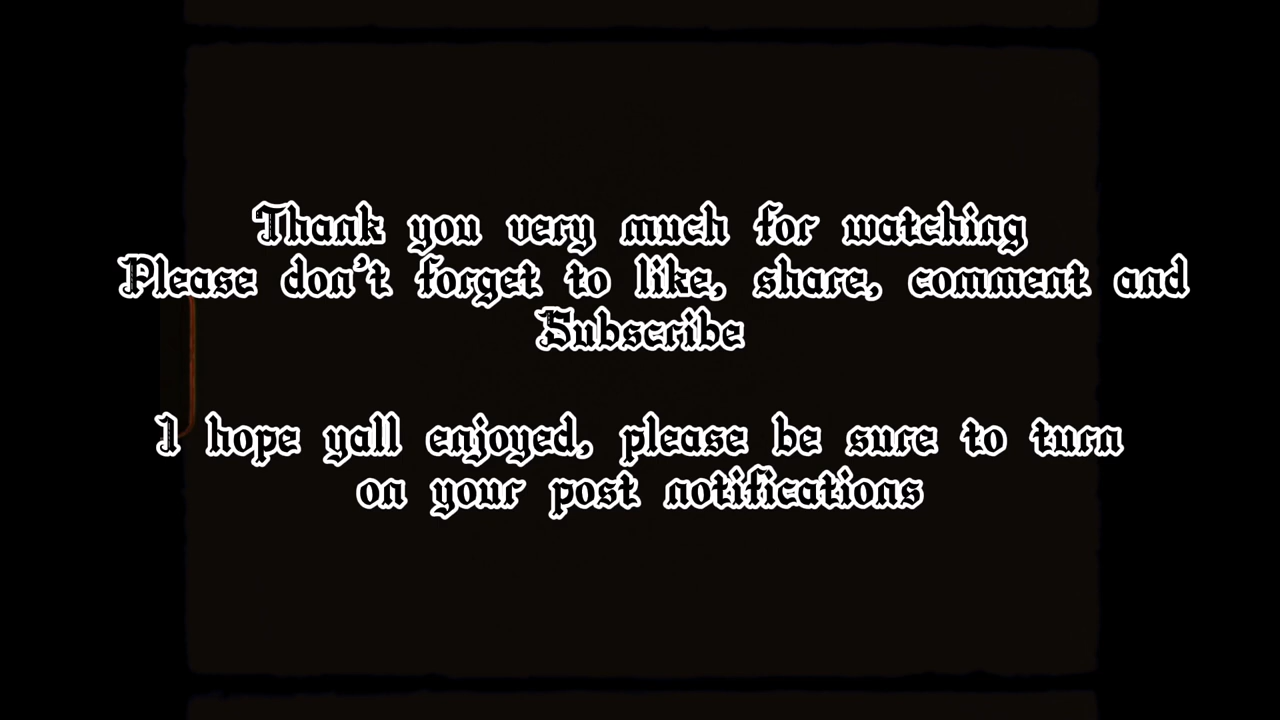 Thank you very much for watching
Please don't forget to like, share, comment and
Subscribe
I hope yall enjoyed, please be sure to turn
on your post notifications